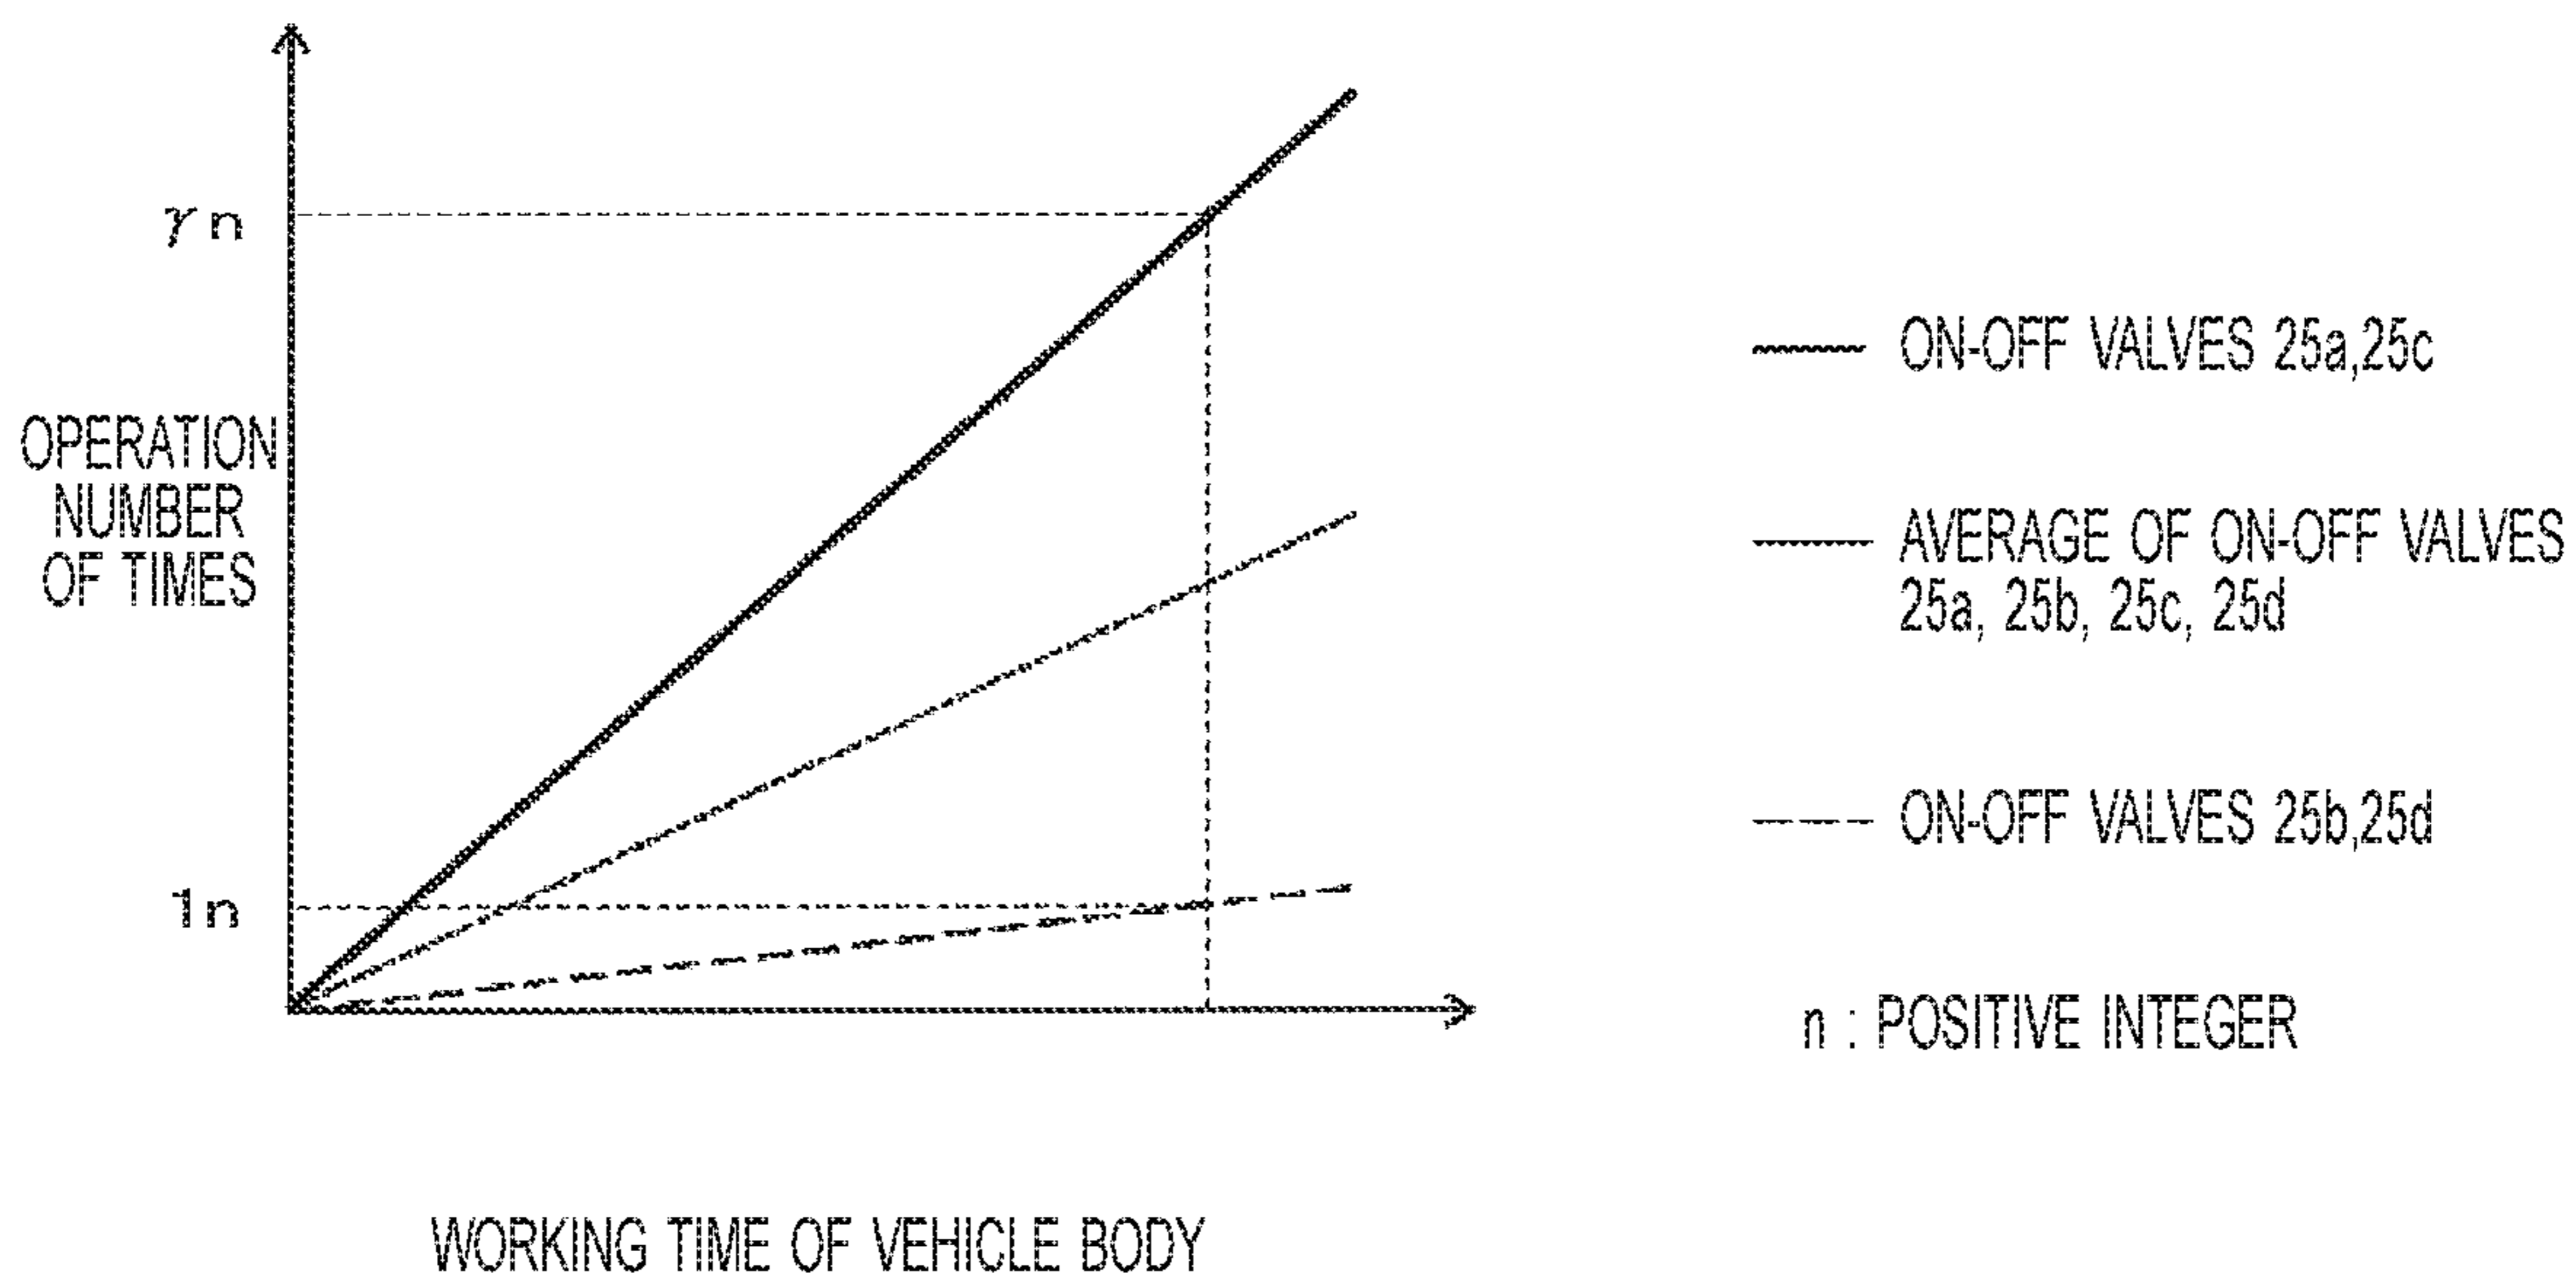 γn
OPERATION
NUMBER
OF TIMES
1n
WORKING TIME OF VEHICLE BODY
ON-OFF VALVES 25a,25c
AVERAGE OF ON-OFF VALVES
25a, 25b, 25c, 25d
ON-OFF VALVES 25b,25d
n : POSITIVE INTEGER